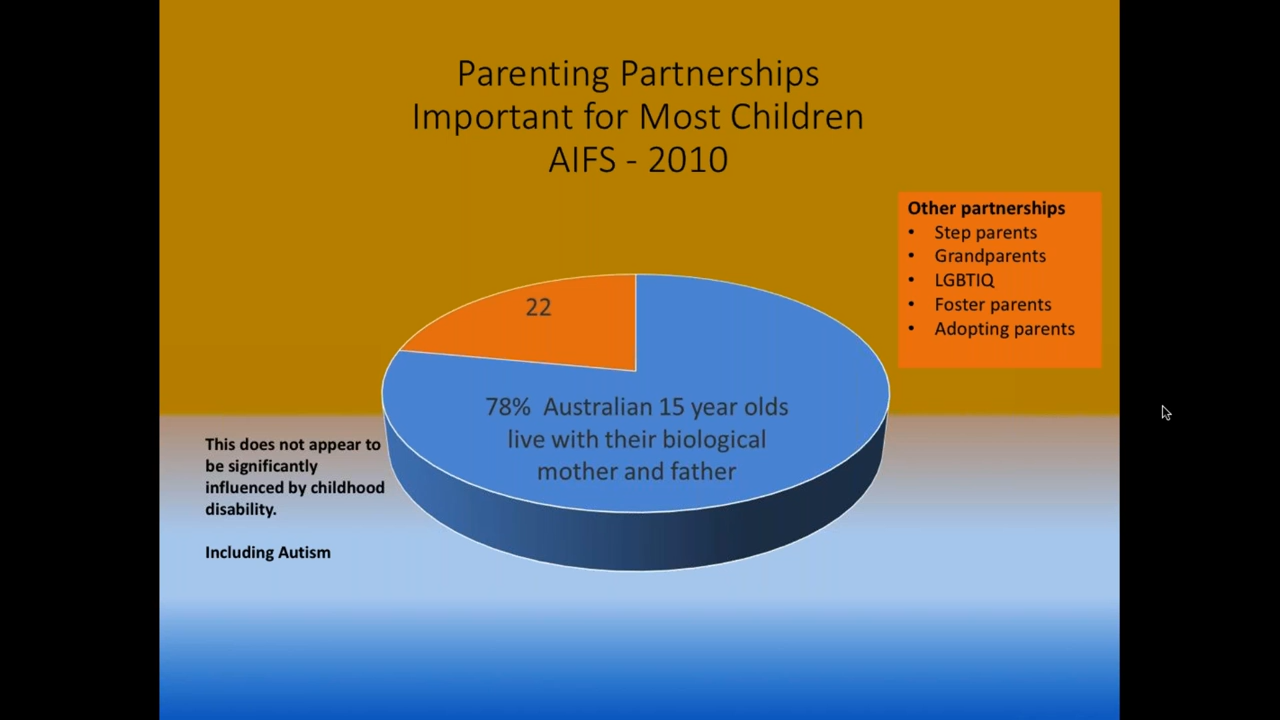 Parenting Partnerships
Important for Most Children
AIFS - 2010
Other partnerships
• Step parents
• Grandparents
• LGBTIQ
• Foster parents
• Adopting parents
22
78% Australian 15 year olds
live with their biological
mother and father
This does not appear to
be significantly
influenced by childhood
disability.
Including Autism